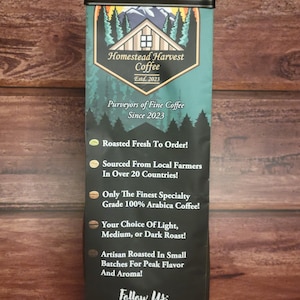 Homestead Harvest
Coffee
Estd. 2023
Purveyors of Fine Coffee
Since 2023
Roasted Fresh To Order!
Sourced From Local Farmers
In Over 20 Countries!
Only The Finest Specialty
Grade 100% Arabica Coffee!
Your Choice Of Light,
Medium, or Dark Roast!
Artisan Roasted In Small
Batches For Peak Flavor
And Aroma!
Follow Us: